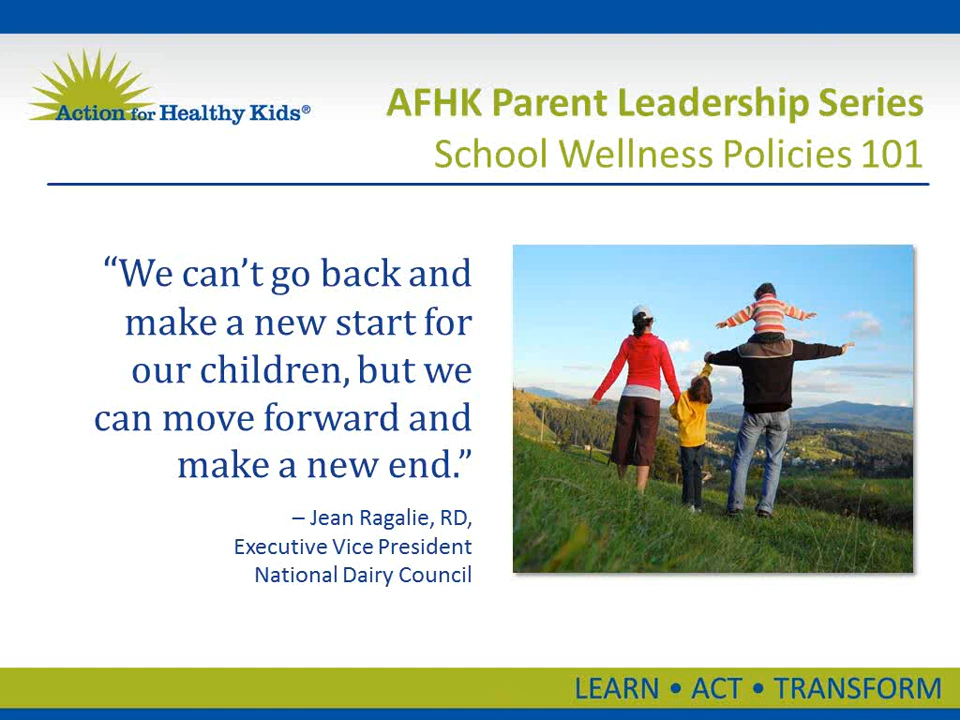 Action for Healthy Kids®
AFHK Parent Leadership Series
School Wellness Policies 101
“We can’t go back and
make a new start for
our children, but we
can move forward and
make a new end.”
– Jean Ragalie, RD,
Executive Vice President
National Dairy Council
LEARN • ACT • TRANSFORM